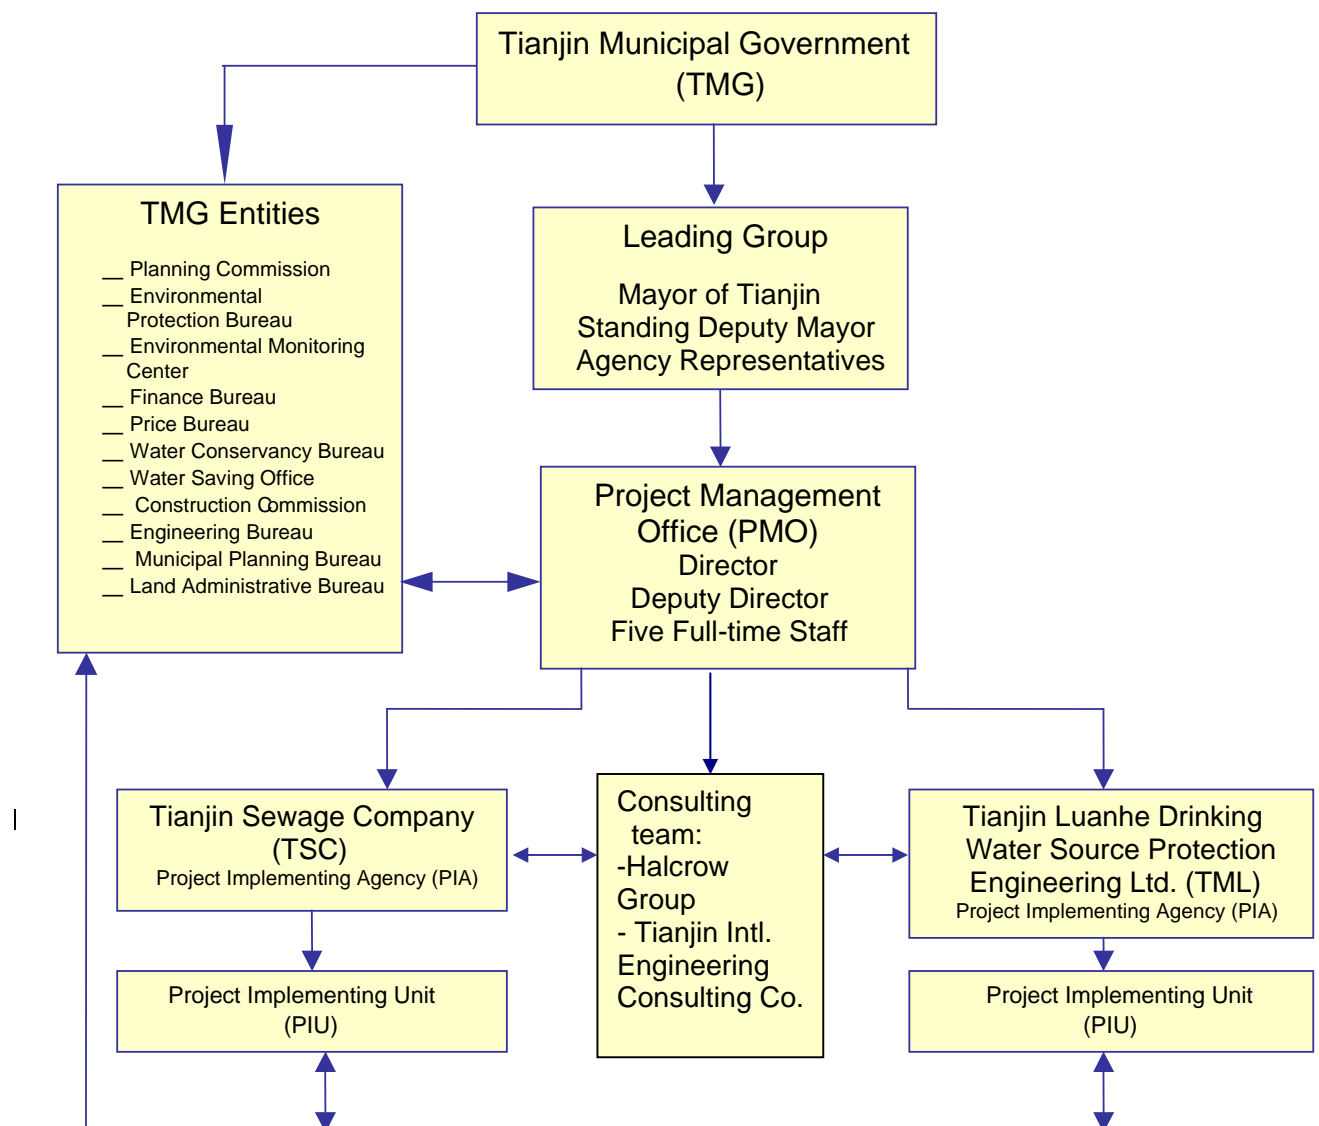 Tianjin Municipal Government
(TMG)
TMG Entities
__ Planning Commission
__ Environmental
Protection Bureau
__ Environmental Monitoring
Center
__ Finance Bureau
__ Price Bureau
__ Water Conservancy Bureau
__ Water Saving Office
__ Construction Commission
__ Engineering Bureau
__ Municipal Planning Bureau
__ Land Administrative Bureau
Leading Group
Mayor of Tianjin
Standing Deputy Mayor
Agency Representatives
Project Management
Office (PMO)
Director
Deputy Director
Five Full-time Staff
Tianjin Sewage Company
(TSC)
Project Implementing Agency (PIA)
Project Implementing Unit
(PIU)
Consulting
team:
-Halcrow
Group
- Tianjin Intl.
Engineering
Consulting Co.
Tianjin Luanhe Drinking
Water Source Protection
Engineering Ltd. (TML)
Project Implementing Agency (PIA)
Project Implementing Unit
(PIU)